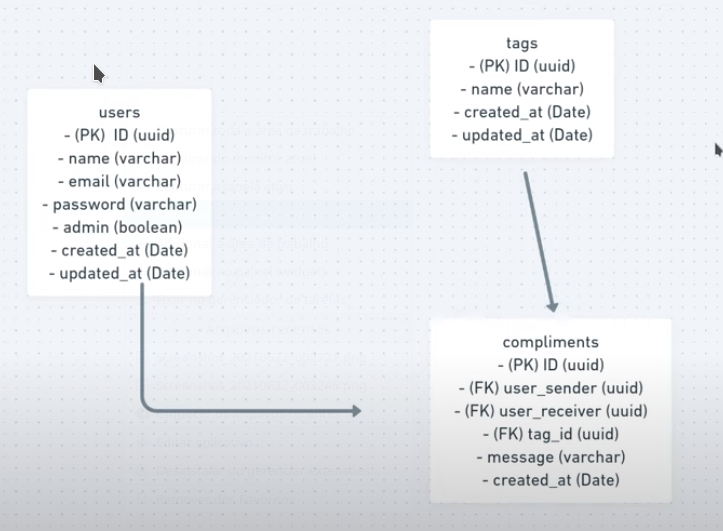 users
- (PK) ID (uuid)
- name (varchar)
- email (varchar)
- password (varchar)
- admin (boolean)
- created_at (Date)
- updated_at (Date)
tags
- (PK) ID (uuid)
- name (varchar)
- created_at (Date)
- updated_at (Date)
compliments
- (PK) ID (uuid)
- (FK) user_sender (uuid)
- (FK) user_receiver (uuid)
- (FK) tag_id (uuid)
- message (varchar)
- created_at (Date)